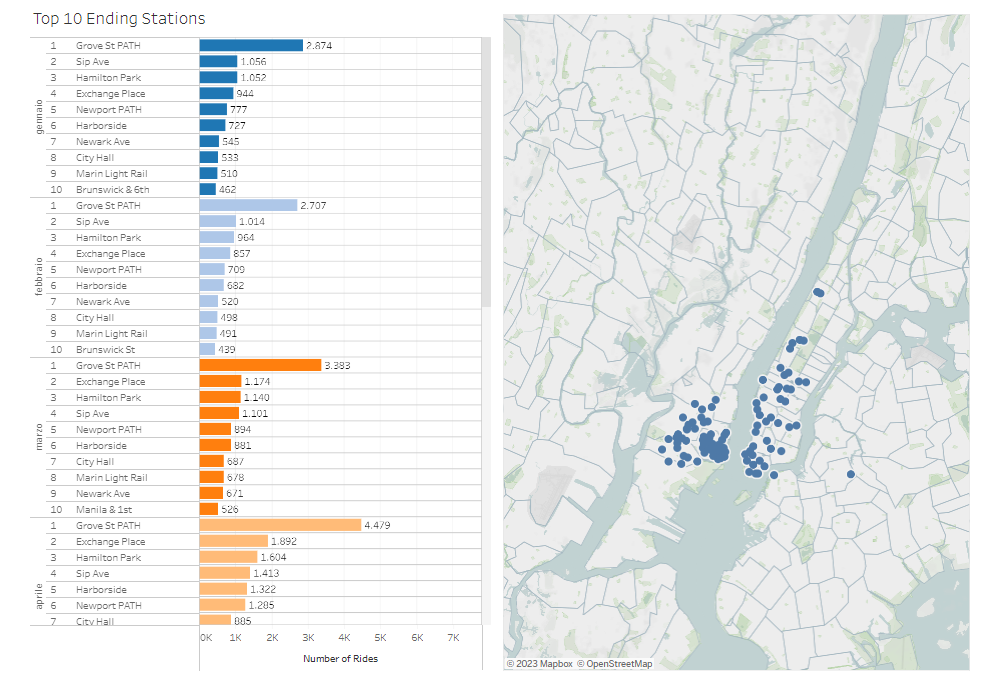 Top 10 Ending Stations
gennaio
1 Grove St PATH 2.874
2 Sip Ave 1.056
3 Hamilton Park 1.052
4 Exchange Place 944
5 Newport PATH 777
6 Harborside 727
7 Newark Ave 545
8 City Hall 533
9 Marin Light Rail 510
10 Brunswick & 6th 462
febbraio
1 Grove St PATH 2.707
2 Sip Ave 1.014
3 Hamilton Park 964
4 Exchange Place 857
5 Newport PATH 709
6 Harborside 682
7 Newark Ave 520
8 City Hall 498
9 Marin Light Rail 491
10 Brunswick St 439
marzo
1 Grove St PATH 3.383
2 Exchange Place 1.174
3 Hamilton Park 1.140
4 Sip Ave 1.101
5 Newport PATH 894
6 Harborside 881
7 City Hall 687
8 Marin Light Rail 678
9 Newark Ave 671
10 Manila & 1st 526
aprile
1 Grove St PATH 4.479
2 Exchange Place 1.892
3 Hamilton Park 1.604
4 Sip Ave 1.413
5 Harborside 1.322
6 Newport PATH 1.285
7 City Hall 885
0K 1K 2K 3K 4K 5K 6K 7K
Number of Rides
© 2023 Mapbox © OpenStreetMap